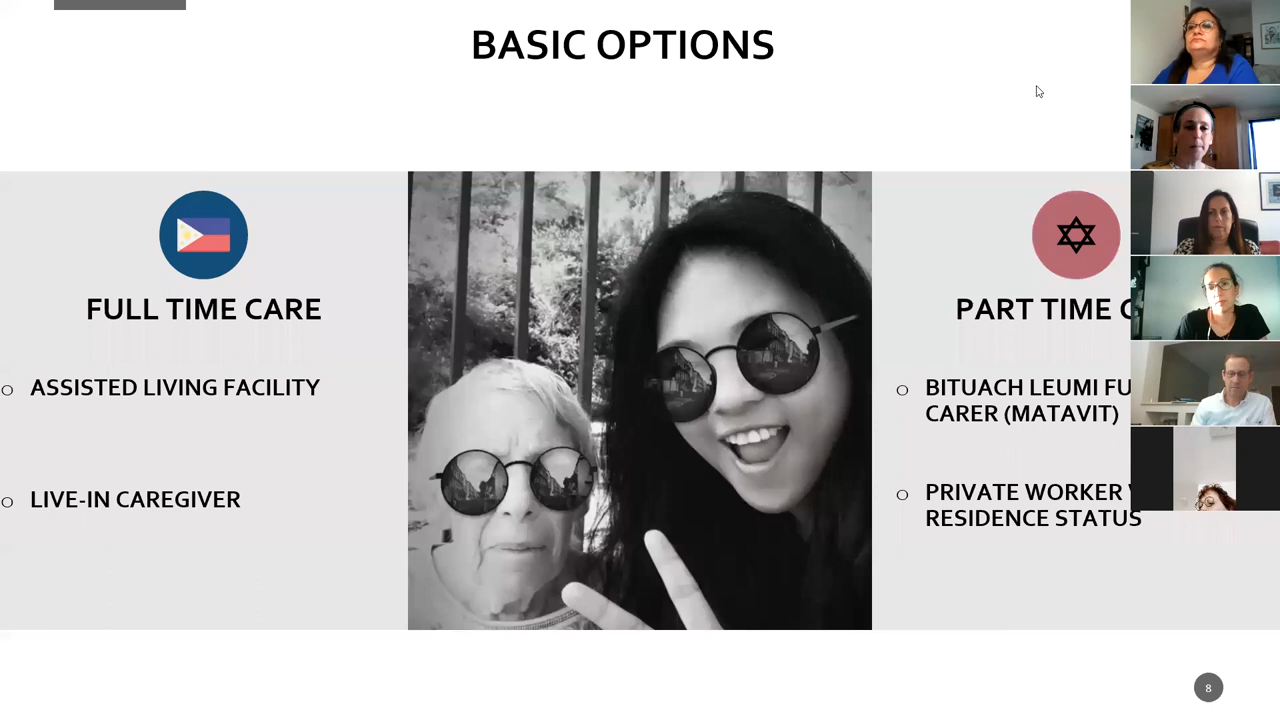 BASIC OPTIONS
FULL TIME CARE
ASSISTED LIVING FACILITY
LIVE-IN CAREGIVER
PART TIME
BITUACH LEUMI
CARER (MATAVIT)
PRIVATE WORKER
RESIDENCE STATUS
8